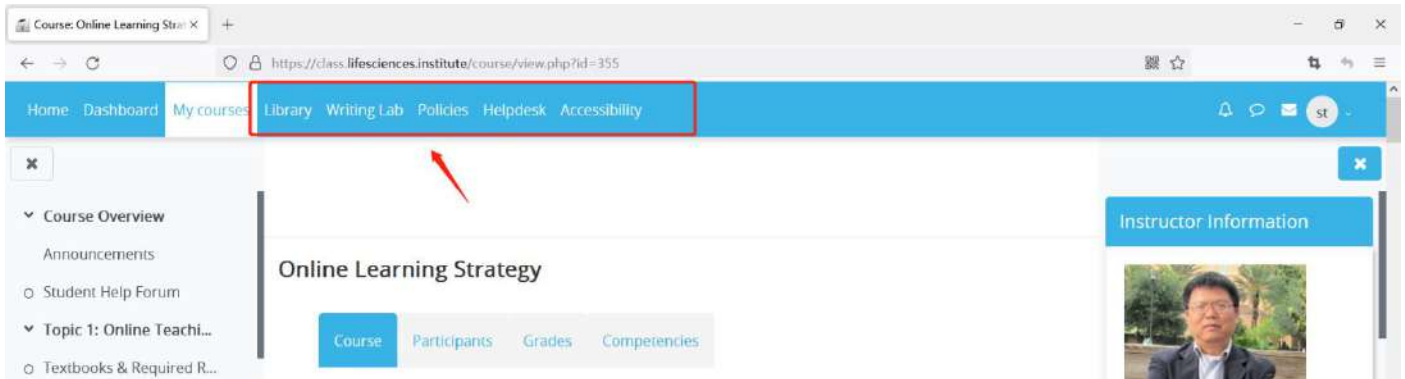 Course: Online Learning Stra
https://class.lifesciences.institute/course/view.php?id=355
Home Dashboard My courses Library Writing Lab Policies Helpdesk Accessibility st
Course Overview
Instructor Information
Announcements
Online Learning Strategy
Student Help Forum
Topic 1: Online Teachi...
Course Participants Grades Competencies
Textbooks & Required R...